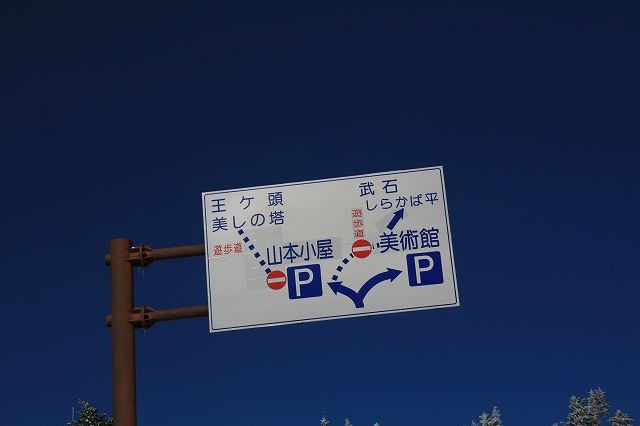 王ケ頭
美しの塔
遊歩道
山本小屋
P
武石
しらかば平
遊歩道
美術館
P